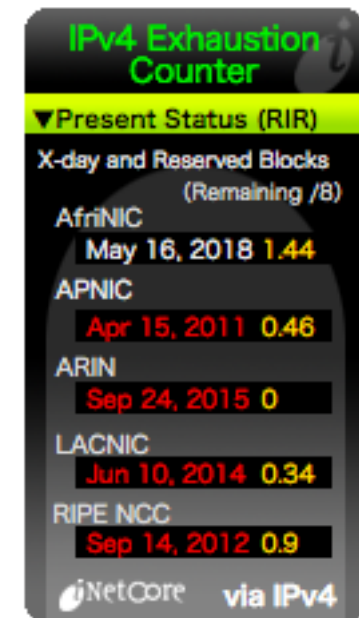 IPv4 Exhaustion
Counter
▼Present Status (RIR)
X-day and Reserved Blocks
(Remaining /8)
AfriNIC
May 16, 2018 1.44
APNIC
Apr 15, 2011 0.46
ARIN
Sep 24, 2015 0
LACNIC
Jun 10, 2014 0.34
RIPE NCC
Sep 14, 2012 0.9
iNetCore via IPv4